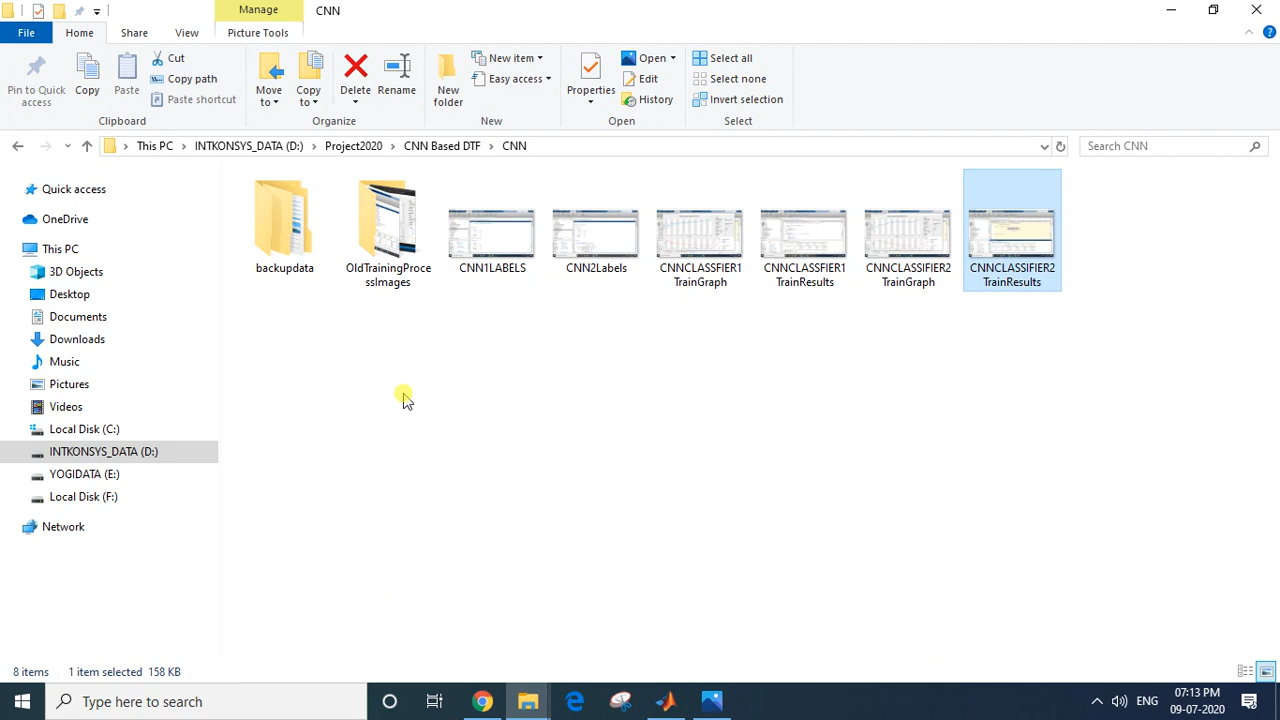 Manage
CNN
File
Home
Share
View
Picture Tools
Pin to Quick access
Copy
Paste
Cut
Copy path
Paste shortcut
Clipboard
Move to
Copy to
Delete
Rename
Organize
New folder
New item
Easy access
New
Properties
Open
Edit
History
Open
Select all
Select none
Invert selection
Select
This PC
INTKONSYS_DATA (D:)
Project2020
CNN Based DTF
CNN
Search CNN
Quick access
OneDrive
This PC
3D Objects
Desktop
Documents
Downloads
Music
Pictures
Videos
Local Disk (C:)
INTKONSYS_DATA (D:)
YOGIDATA (E:)
Local Disk (F:)
Network
backupdata
OldTrainingProce
ssImages
CNN1LABELS
CNN2Labels
CNNCLASSFIER1
TrainGraph
CNNCLASSFIER1
TrainResults
CNNCLASSIFIER2
TrainGraph
CNNCLASSIFIER2
TrainResults
8 items
1 item selected 158 KB
Type here to search
ENG
07:13 PM
09-07-2020